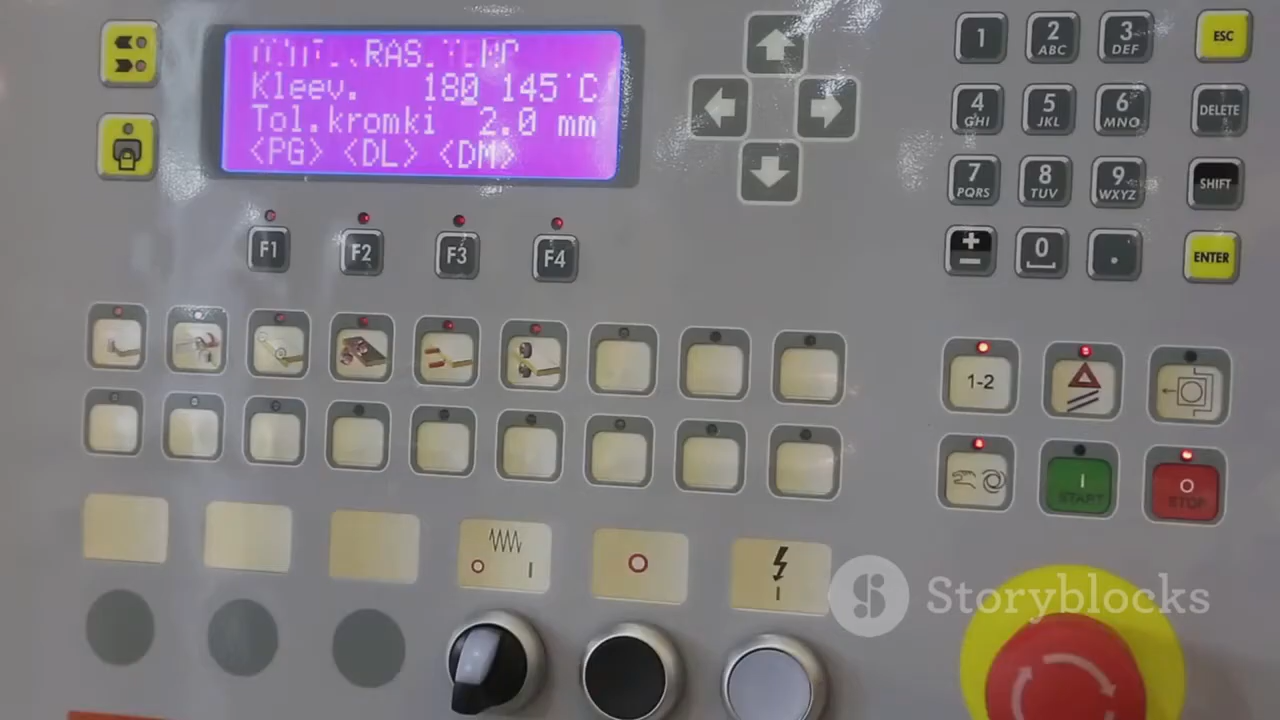 RAS.
Kleev. 180 145°C
Tol.kromki 2.0 mm
<PG> <DL> <DM>
F1 F2 F3 F4
1 2 ABC 3 DEF ESC
4 GHI 5 JKL 6 MNO DELETE
7 PQRS 8 TUV 9 WXYZ SHIFT
+ - 0 . ENTER
1-2
I START O STOP
O I O I
Storyblocks